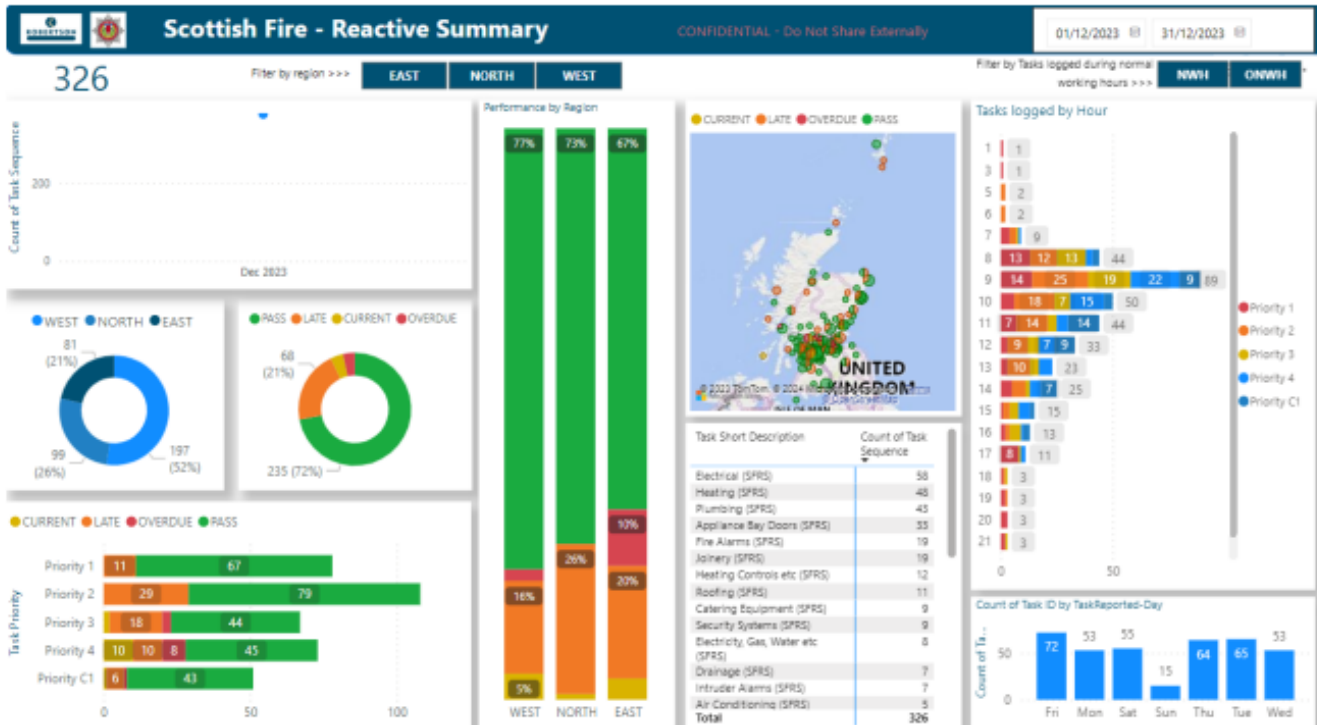 ROBERTSON
Scottish Fire - Reactive Summary
CONFIDENTIAL - Do Not Share Externally
01/12/2023
31/12/2023
326
Filter by region >>>
EAST
NORTH
WEST
Filter by Tasks logged during normal
working hours >>>
NWH
ONWH
Count of Task Sequence
200
0
Dec 2023
WEST NORTH EAST
81
(21%)
99
(26%)
197
(52%)
PASS LATE CURRENT OVERDUE
68
(21%)
235 (72%)
CURRENT LATE OVERDUE PASS
Task Priority
Priority 1 11 67
Priority 2 29 79
Priority 3 18 44
Priority 4 10 10 8 45
Priority C1 6 43
0 50 100
Performance by Region
77% 73% 67%
10%
26%
20%
16%
5%
WEST NORTH EAST
CURRENT LATE OVERDUE PASS
UNITED
KINGDOM
ISLE OF MAN
Task Short Description Count of Task
Sequence
Electrical (SFRS) 58
Heating (SFRS) 48
Plumbing (SFRS) 43
Appliance Bay Doors (SFRS) 33
Fire Alarms (SFRS) 19
Joinery (SFRS) 19
Heating Controls etc (SFRS) 12
Roofing (SFRS) 11
Catering Equipment (SFRS) 9
Security Systems (SFRS) 9
Electricity, Gas, Water etc 8
(SFRS)
Drainage (SFRS) 7
Intruder Alarms (SFRS) 7
Air Conditioning (SFRS) 5
Total 326
Tasks logged by Hour
1 1
3 1
5 2
6 2
7 9
8 13 12 13 44
9 14 25 19 22 9 89
10 18 7 15 50
11 7 14 14 44
12 9 7 9 33
13 10 23
14 7 25
15 15
16 13
17 8 11
18 3
19 3
20 3
21 3
0 50
Priority 1
Priority 2
Priority 3
Priority 4
Priority C1
Count of Task ID by TaskReported-Day
Count of Ta...
50
0
72 53 55 15 64 65 53
Fri Mon Sat Sun Thu Tue Wed